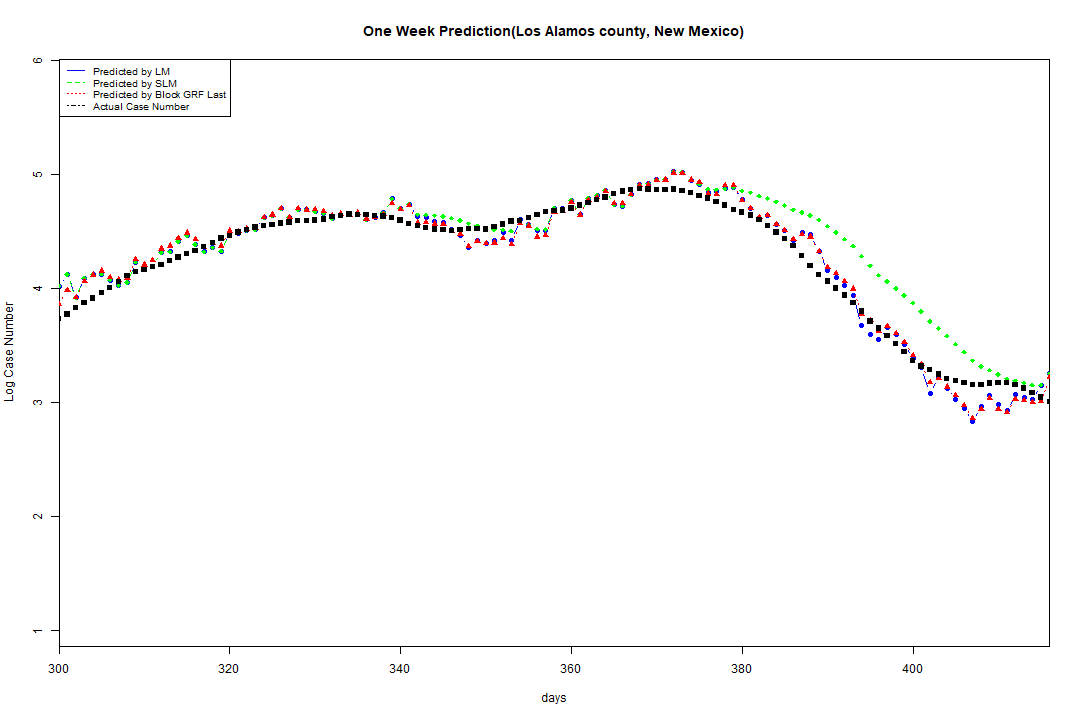 One Week Prediction(Los Alamos county, New Mexico)
Predicted by LM
Predicted by SLM
Predicted by Block GRF Last
Actual Case Number
6
5
4
3
2
1
Log Case Number
300 320 340 360 380 400
days